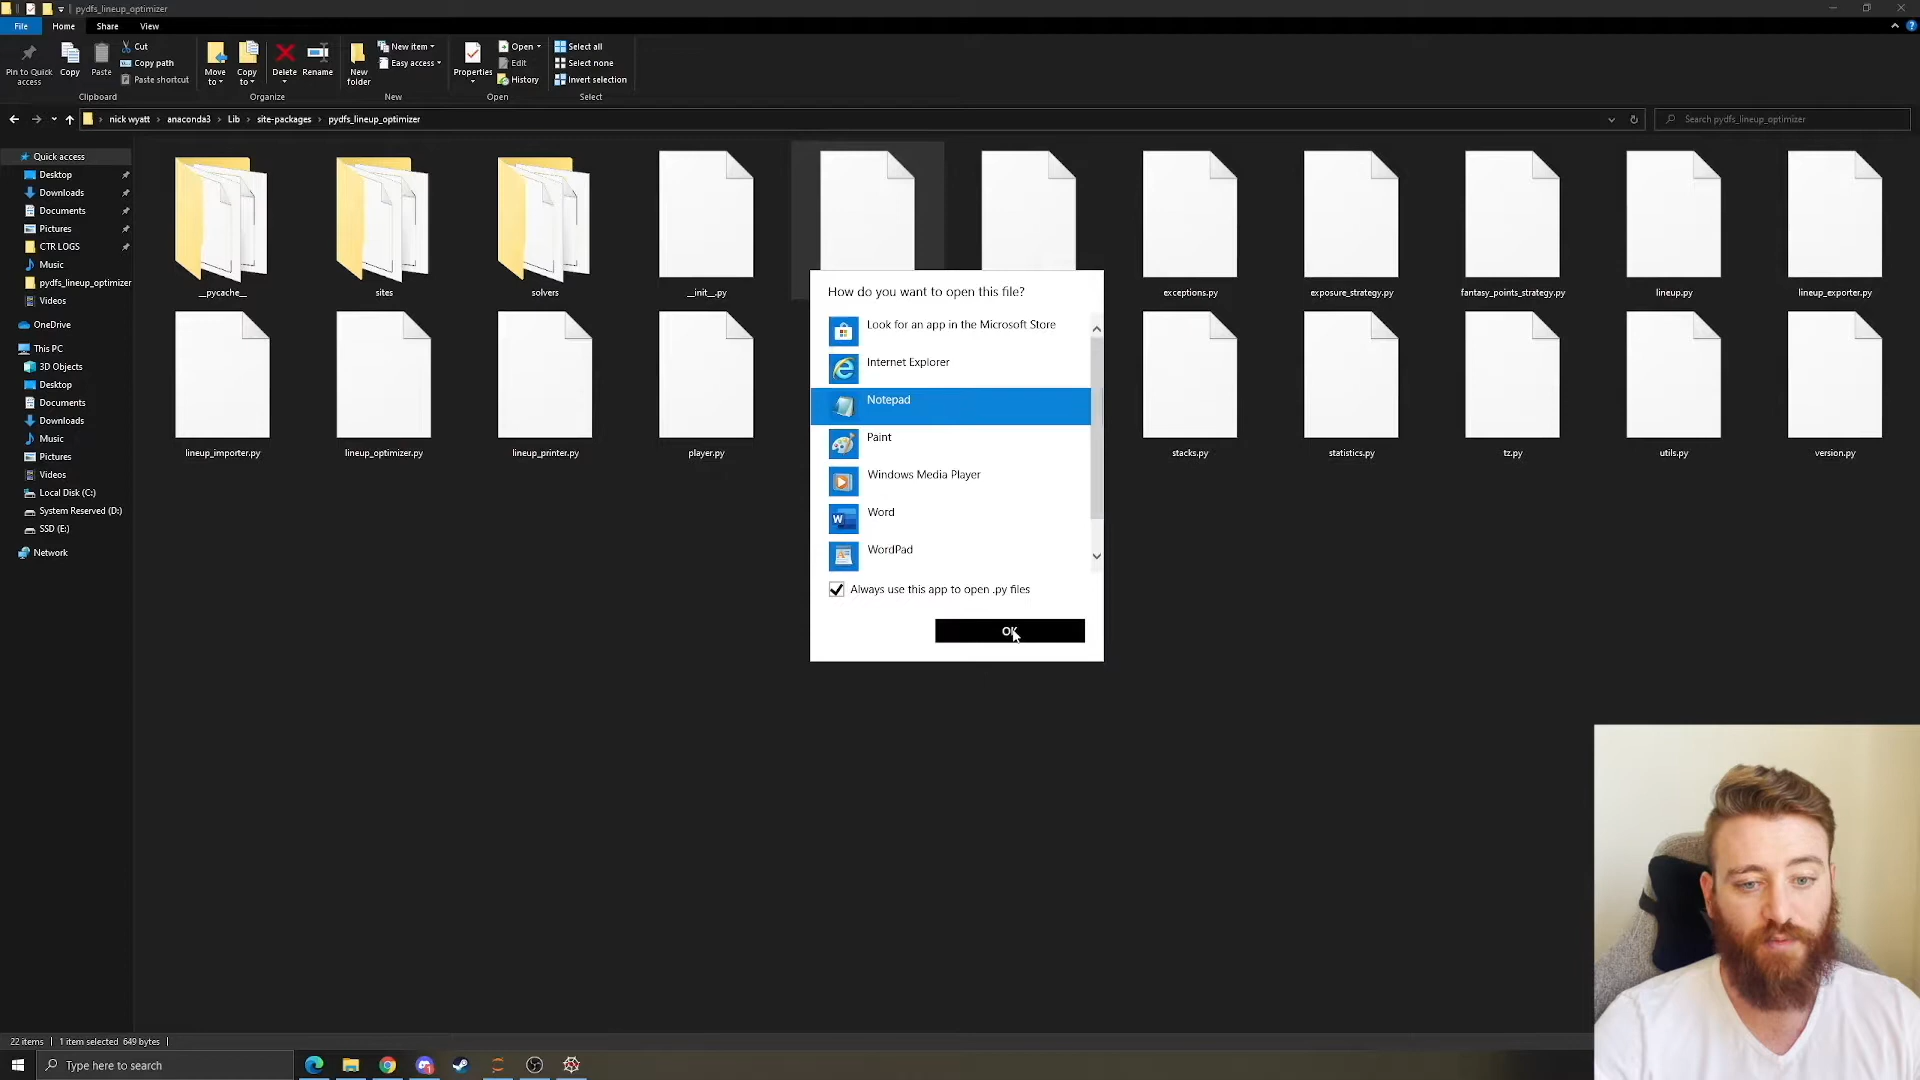 pydfs_lineup_optimizer
File Home Share View
Pin to Quick access
Copy
Paste
Cut
Copy path
Paste shortcut
Clipboard
Move to
Copy to
Delete
Rename
Organize
New folder
New item
Easy access
New
Properties
Open
Edit
History
Open
Select all
Select none
Invert selection
Select
nick wyatt > anaconda3 > Lib > site-packages > pydfs_lineup_optimizer
Search pydfs_lineup_optimizer
Quick access
Desktop
Downloads
Documents
Pictures
CTR LOGS
Music
pydfs_lineup_optimizer
Videos
OneDrive
This PC
3D Objects
Desktop
Documents
Downloads
Music
Pictures
Videos
Local Disk (C:)
System Reserved (D:)
SSD (E:)
Network
__pycache__
sites
solvers
__init__.py
exceptions.py
exposure_strategy.py
fantasy_points_strategy.py
lineup.py
lineup_exporter.py
lineup_importer.py
lineup_optimizer.py
lineup_printer.py
player.py
stacks.py
statistics.py
tz.py
utils.py
version.py
How do you want to open this file?
Look for an app in the Microsoft Store
Internet Explorer
Notepad
Paint
Windows Media Player
Word
WordPad
Always use this app to open .py files
OK
22 items
1 item selected 649 bytes
Type here to search